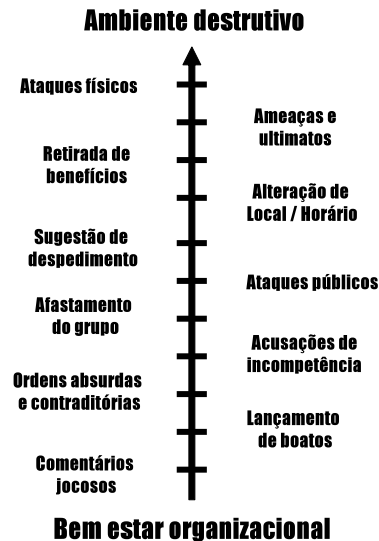 Ambiente destrutivo
Ataques físicos
Ameaças e
ultimatos
Retirada de
benefícios
Alteração de
Local / Horário
Sugestão de
despedimento
Ataques públicos
Afastamento
do grupo
Acusações de
incompetência
Ordens absurdas
e contraditórias
Lançamento
de boatos
Comentários
jocosos
Bem estar organizacional